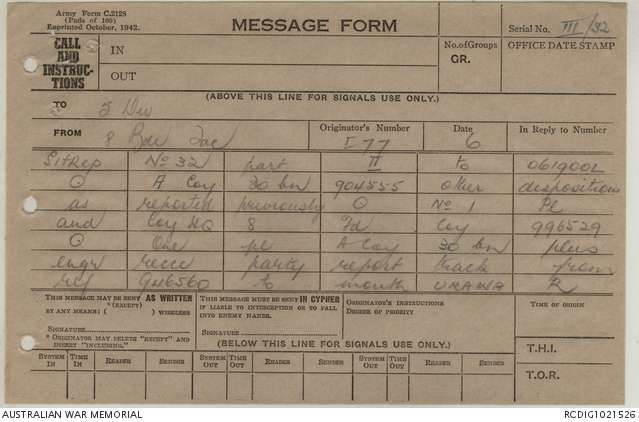 Army Form C.2128
(Pads of 100)
Reprinted October, 1942.
MESSAGE FORM
Serial No. III/32
CALL AND INSTRUCTIONS
IN
OUT
No. of Groups
GR.
OFFICE DATE STAMP
(ABOVE THIS LINE FOR SIGNALS USE ONLY.)
TO 5 Div
FROM 8 Bde Tac
Originator's Number E77
Date 6
In Reply to Number
Sitrep No 32 part II to 061900L
O A Coy 30 bn 904555 other dispositions
as reported previously O No 1 Pl
and Coy HQ 8 Fd Coy 996529
O One pl A Coy 30 bn plus
engr recce party report track from
ref 946560 to mouth URAWA R
THIS MESSAGE MAY BE SENT AS WRITTEN
(EXCEPT)
BY ANY MEANS: ( ) WIRELESS
Signature
* Originator may delete "EXCEPT" and insert "INCLUDING."
THIS MESSAGE MUST BE SENT IN CYPHER
IF LIABLE TO INTERCEPTION OR TO FALL INTO ENEMY HANDS.
SIGNATURE
ORIGINATOR'S INSTRUCTIONS
DEGREE OF PRIORITY
TIME OF ORIGIN
(BELOW THIS LINE FOR SIGNALS USE ONLY.)
T.H.I.
T.O.R.
SYSTEM IN TIME IN READER SENDER SYSTEM OUT TIME OUT READER SENDER SYSTEM OUT TIME OUT READER SENDER
AUSTRALIAN WAR MEMORIAL
RCDIG1021526